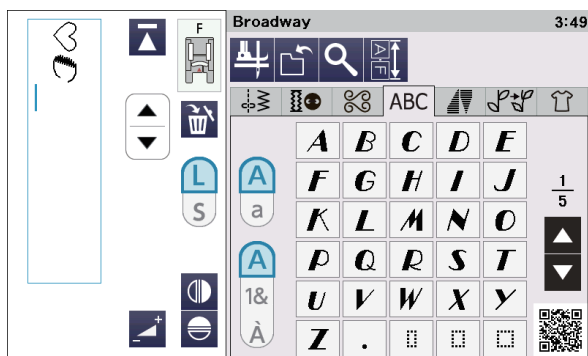 Broadway 3:49
F
ABC
A B C D E
F G H I J
K L M N O
P Q R S T
U V W X Y
Z .
L
S
A
a
A
1&
À
1
5
A F